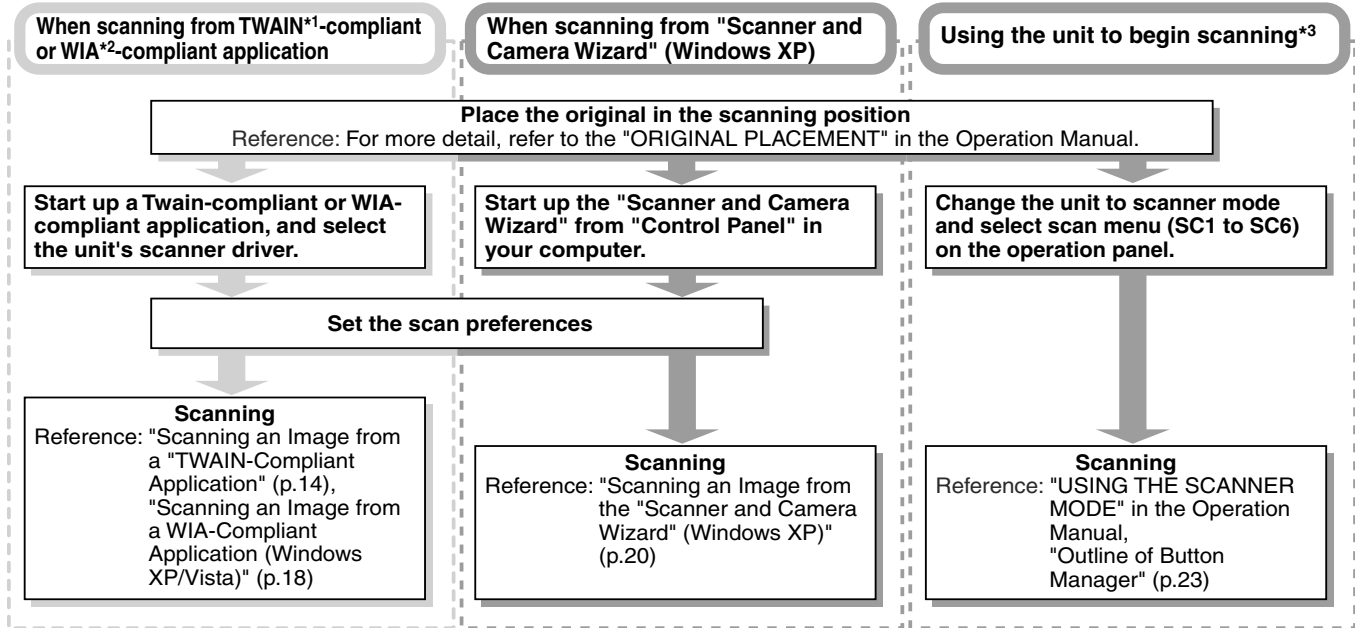 When scanning from TWAIN*1-compliant
or WIA*2-compliant application
When scanning from "Scanner and
Camera Wizard" (Windows XP)
Using the unit to begin scanning*3
Place the original in the scanning position
Reference: For more detail, refer to the "ORIGINAL PLACEMENT" in the Operation Manual.
Start up a Twain-compliant or WIA-
compliant application, and select
the unit's scanner driver.
Start up the "Scanner and Camera
Wizard" from "Control Panel" in
your computer.
Change the unit to scanner mode
and select scan menu (SC1 to SC6)
on the operation panel.
Set the scan preferences
Scanning
Reference: "Scanning an Image from
a "TWAIN-Compliant
Application" (p.14),
"Scanning an Image from
a WIA-Compliant
Application (Windows
XP/Vista)" (p.18)
Scanning
Reference: "Scanning an Image from
the "Scanner and Camera
Wizard" (Windows XP)"
(p.20)
Scanning
Reference: "USING THE SCANNER
MODE" in the Operation
Manual,
"Outline of Button
Manager" (p.23)